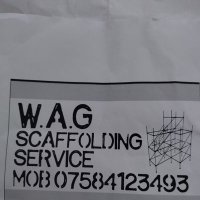 W.A.G
SCAFFOLDING
SERVICE
MOB 07584123493